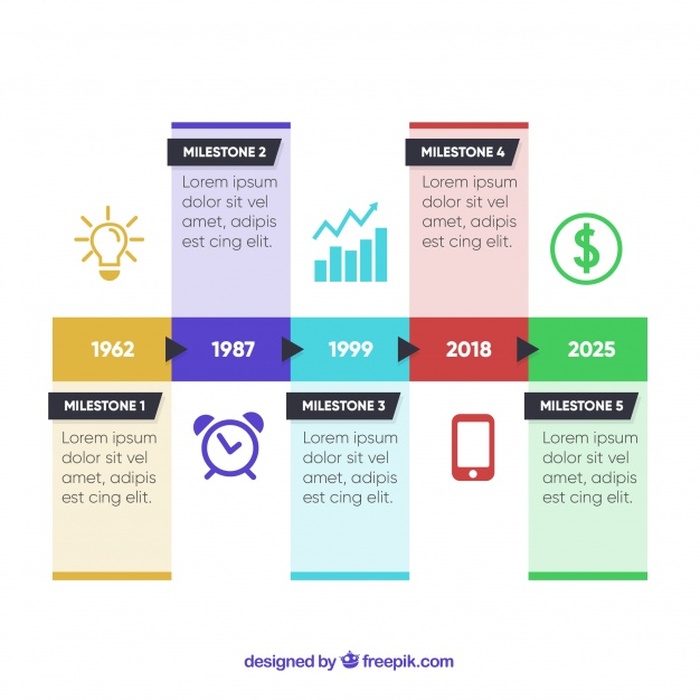 MILESTONE 2
Lorem ipsum
dolor sit vel
amet, adipis
est cing elit.
MILESTONE 4
Lorem ipsum
dolor sit vel
amet, adipis
est cing elit.
$
1962
1987
1999
2018
2025
MILESTONE 1
Lorem ipsum
dolor sit vel
amet, adipis
est cing elit.
MILESTONE 3
Lorem ipsum
dolor sit vel
amet, adipis
est cing elit.
MILESTONE 5
Lorem ipsum
dolor sit vel
amet, adipis
est cing elit.
designed by freepik.com